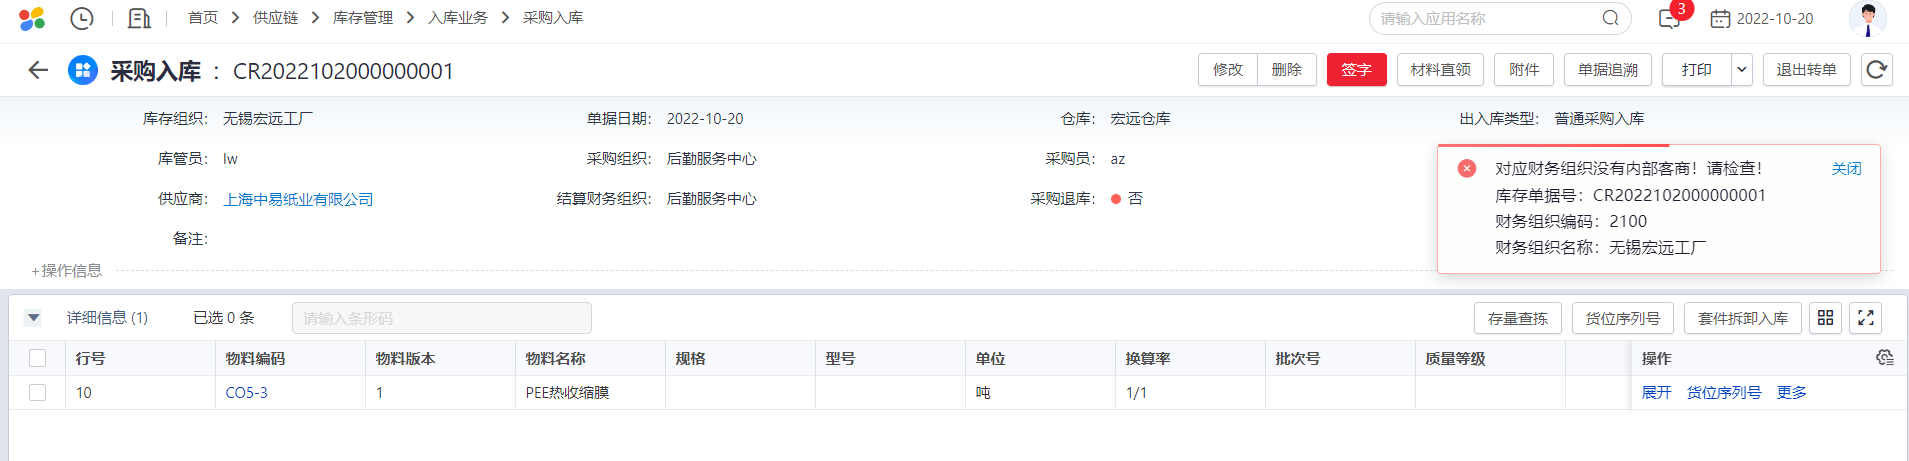 首页 > 供应链 > 库存管理 > 入库业务 > 采购入库
请输入应用名称
3
2022-10-20
采购入库 : CR2022102000000001
修改 删除 签字 材料直领 附件 单据追溯 打印 退出转单
库存组织: 无锡宏远工厂
单据日期: 2022-10-20
仓库: 宏远仓库
出入库类型: 普通采购入库
库管员: lw
采购组织: 后勤服务中心
采购员: az
供应商: 上海中易纸业有限公司
结算财务组织: 后勤服务中心
采购退库: 否
备注:
对应财务组织没有内部客商! 请检查!
关闭
库存单据号: CR2022102000000001
财务组织编码: 2100
财务组织名称: 无锡宏远工厂
+操作信息
详细信息 (1) 已选 0 条 请输入条形码 存量查拣 货位序列号 套件拆卸入库
行号 物料编码 物料版本 物料名称 规格 型号 单位 换算率 批次号 质量等级 操作
10 CO5-3 1 PEE热收缩膜 吨 1/1 展开 货位序列号 更多